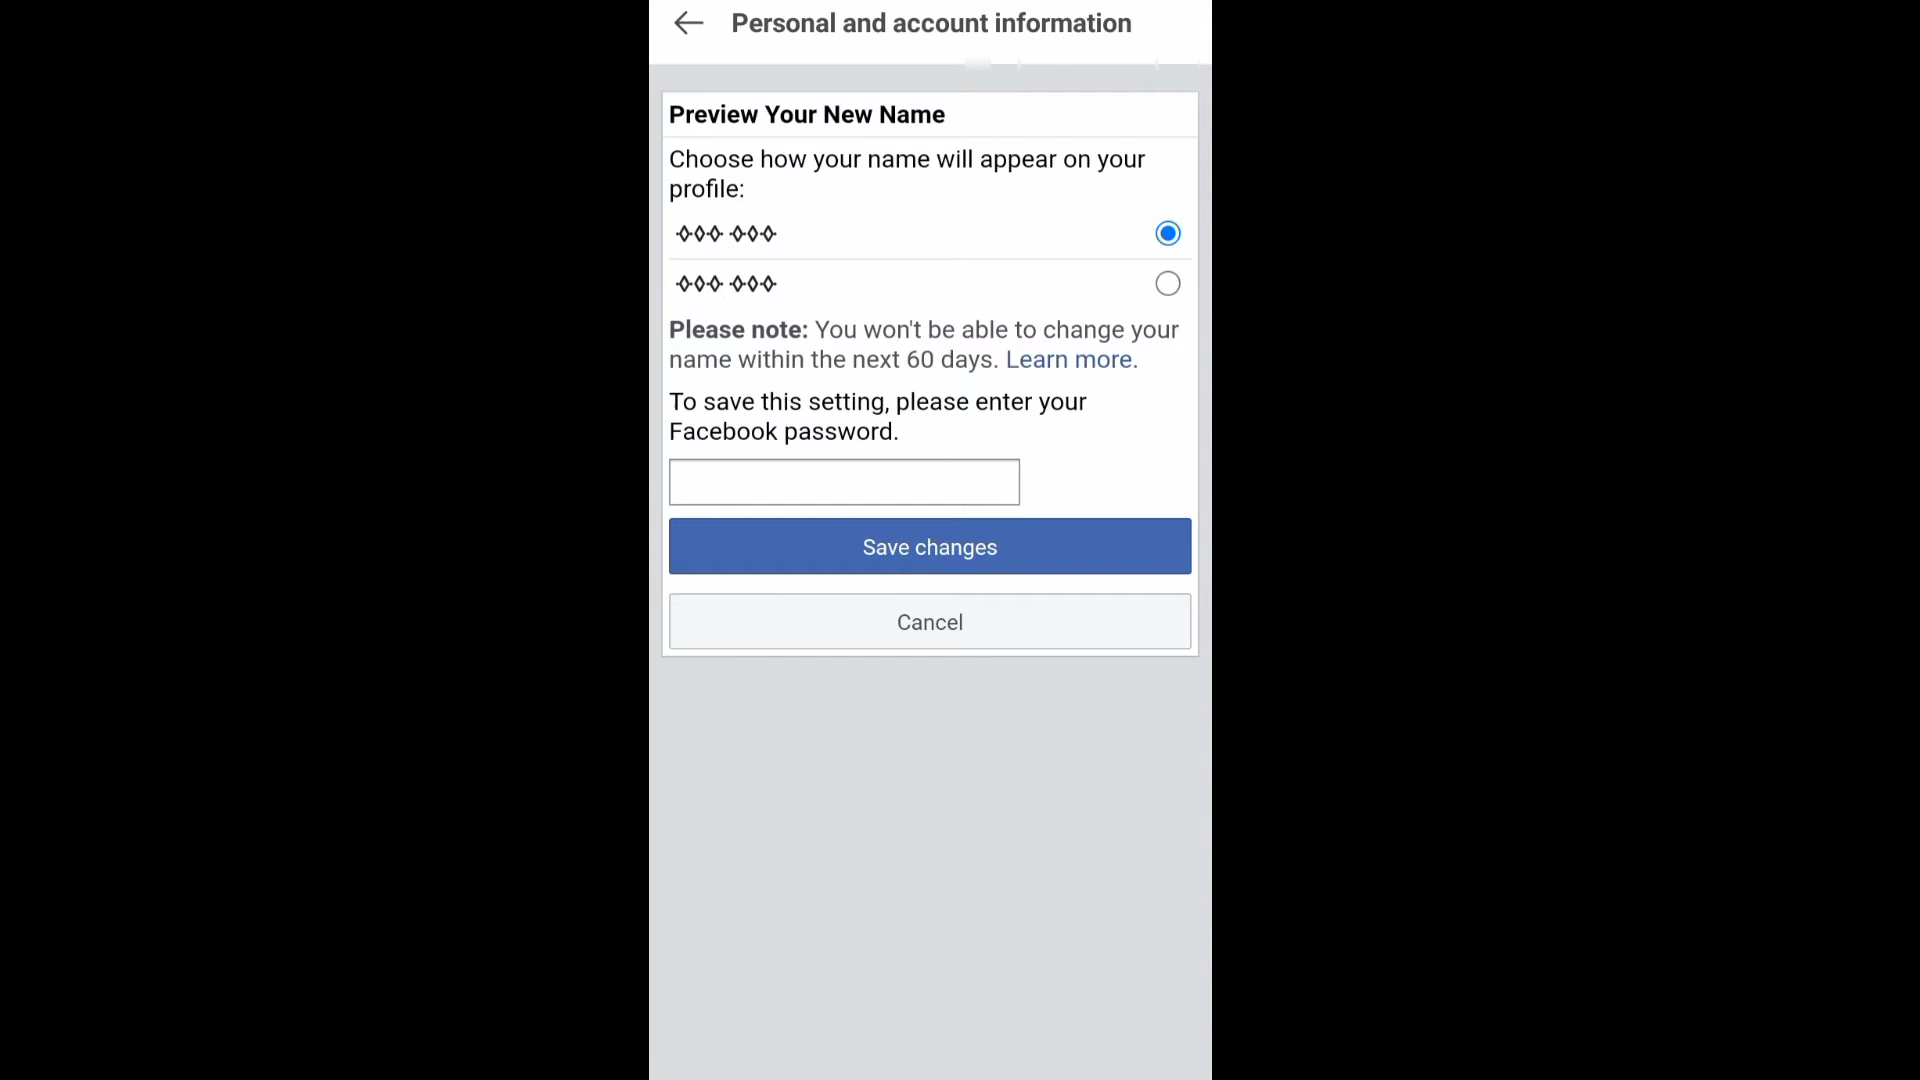 Personal and account information
Preview Your New Name
Choose how your name will appear on your
profile:
Please note: You won't be able to change your
name within the next 60 days. Learn more.
To save this setting, please enter your
Facebook password.
Save changes
Cancel